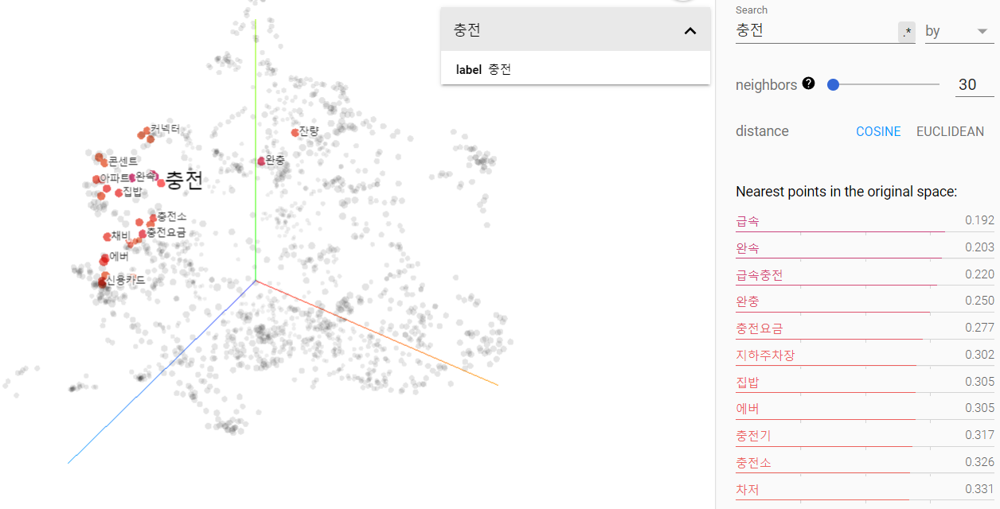 충전
label 충전
커넥터
잔량
콘센트
완충
아파트
완속
충전
집밥
충전소
채비
충전요금
에버
신용카드
Search
충전
.*
by
neighbors
30
distance
COSINE
EUCLIDEAN
Nearest points in the original space:
급속 0.192
완속 0.203
급속충전 0.220
완충 0.250
충전요금 0.277
지하주차장 0.302
집밥 0.305
에버 0.305
충전기 0.317
충전소 0.326
차저 0.331